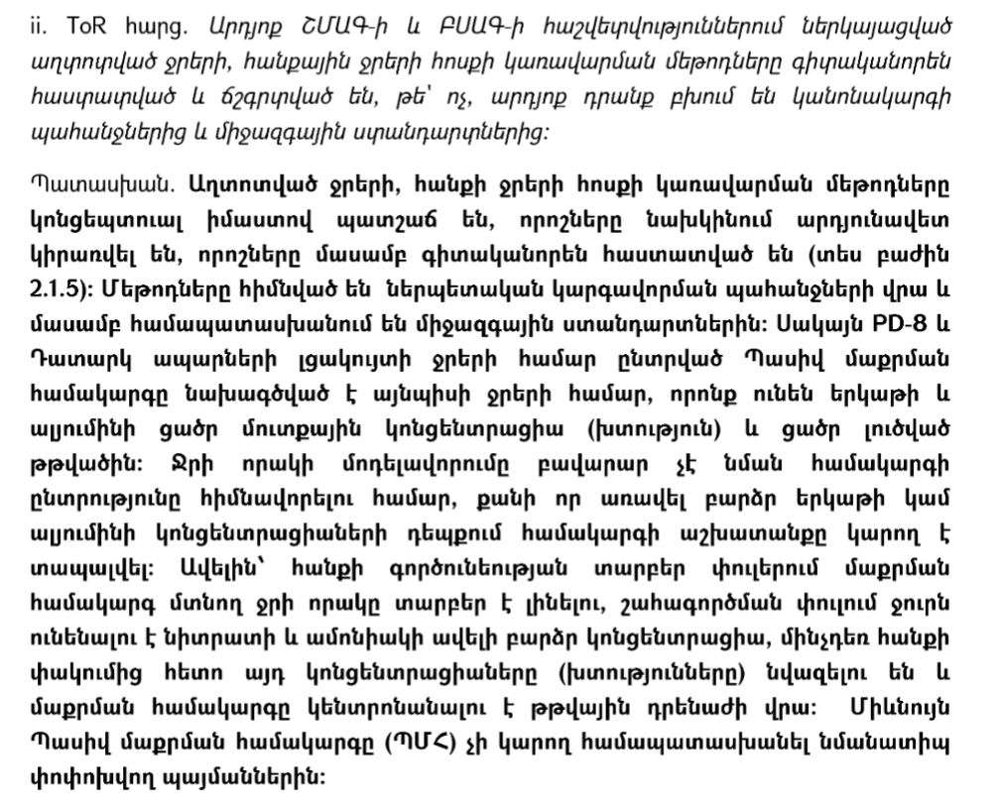 ii. ToR հարց. Արդյոք ՇՄԱԳ-ի և ԲՍԱԳ-ի հաշվետվություններում ներկայացված
աղտոտված ջրերի, հանքային ջրերի հոսքի կառավարման մեթոդները գիտականորեն
հաստատված և ճշգրտված են, թե՝ ոչ, արդյոք դրանք բխում են կանոնակարգի
պահանջներից և միջազգային ստանդարտներից:
Պատասխան. Աղտոտված ջրերի, հանքի ջրերի հոսքի կառավարման մեթոդները
կոնցեպտուալ իմաստով պատշաճ են, որոշները նախկինում արդյունավետ
կիրառվել են, որոշները մասամբ գիտականորեն հաստատված են (տես բաժին
2.1.5): Մեթոդները հիմնված են ներպետական կարգավորման պահանջների վրա և
մասամբ համապատասխանում են միջազգային ստանդարտներին: Սակայն PD-8 և
Դատարկ ապարների լցակույտի ջրերի համար ընտրված Պասիվ մաքրման
համակարգը նախագծված է այնպիսի ջրերի համար, որոնք ունեն երկաթի և
ալյումինի ցածր մուտքային կոնցենտրացիա (խտություն) և ցածր լուծված
թթվածին: Ջրի որակի մոդելավորումը բավարար չէ նման համակարգի
ընտրությունը հիմնավորելու համար, քանի որ առավել բարձր երկաթի կամ
ալյումինի կոնցենտրացիաների դեպքում համակարգի աշխատանքը կարող է
տապալվել: Ավելին՝ հանքի գործունեության տարբեր փուլերում մաքրման
համակարգ մտնող ջրի որակը տարբեր է լինելու, շահագործման փուլում ջուրն
ունենալու է նիտրատի և ամոնիակի ավելի բարձր կոնցենտրացիա, մինչդեռ հանքի
փակումից հետո այդ կոնցենտրացիաները (խտությունները) նվազելու են և
մաքրման համակարգը կենտրոնանալու է թթվային դրենաժի վրա: Միևնույն
Պասիվ մաքրման համակարգը (ՊՄՀ) չի կարող համապատասխանել նմանատիպ
փոփոխվող պայմաններին: